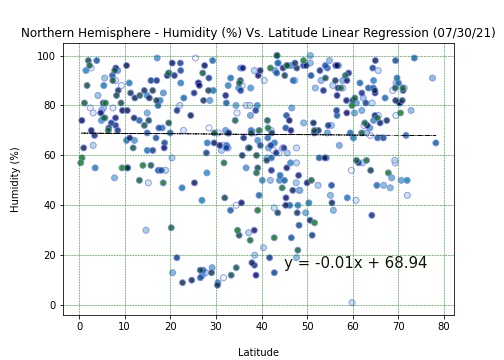 Northern Hemisphere - Humidity (%) Vs. Latitude Linear Regression (07/30/21)
100
80
60
40
20
0
Humidity (%)
y = -0.01x + 68.94
0 10 20 30 40 50 60 70 80
Latitude